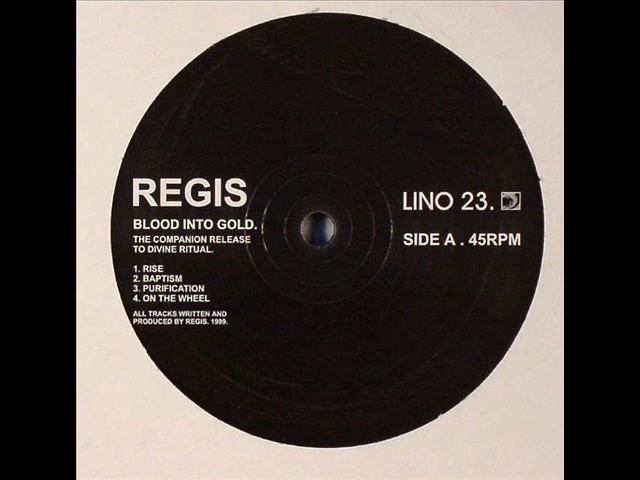 REGIS
BLOOD INTO GOLD.
THE COMPANION RELEASE
TO DIVINE RITUAL.
1. RISE
2. BAPTISM
3. PURIFICATION
4. ON THE WHEEL
ALL TRACKS WRITTEN AND
PRODUCED BY REGIS. 1999.
LINO 23.
SIDE A . 45RPM